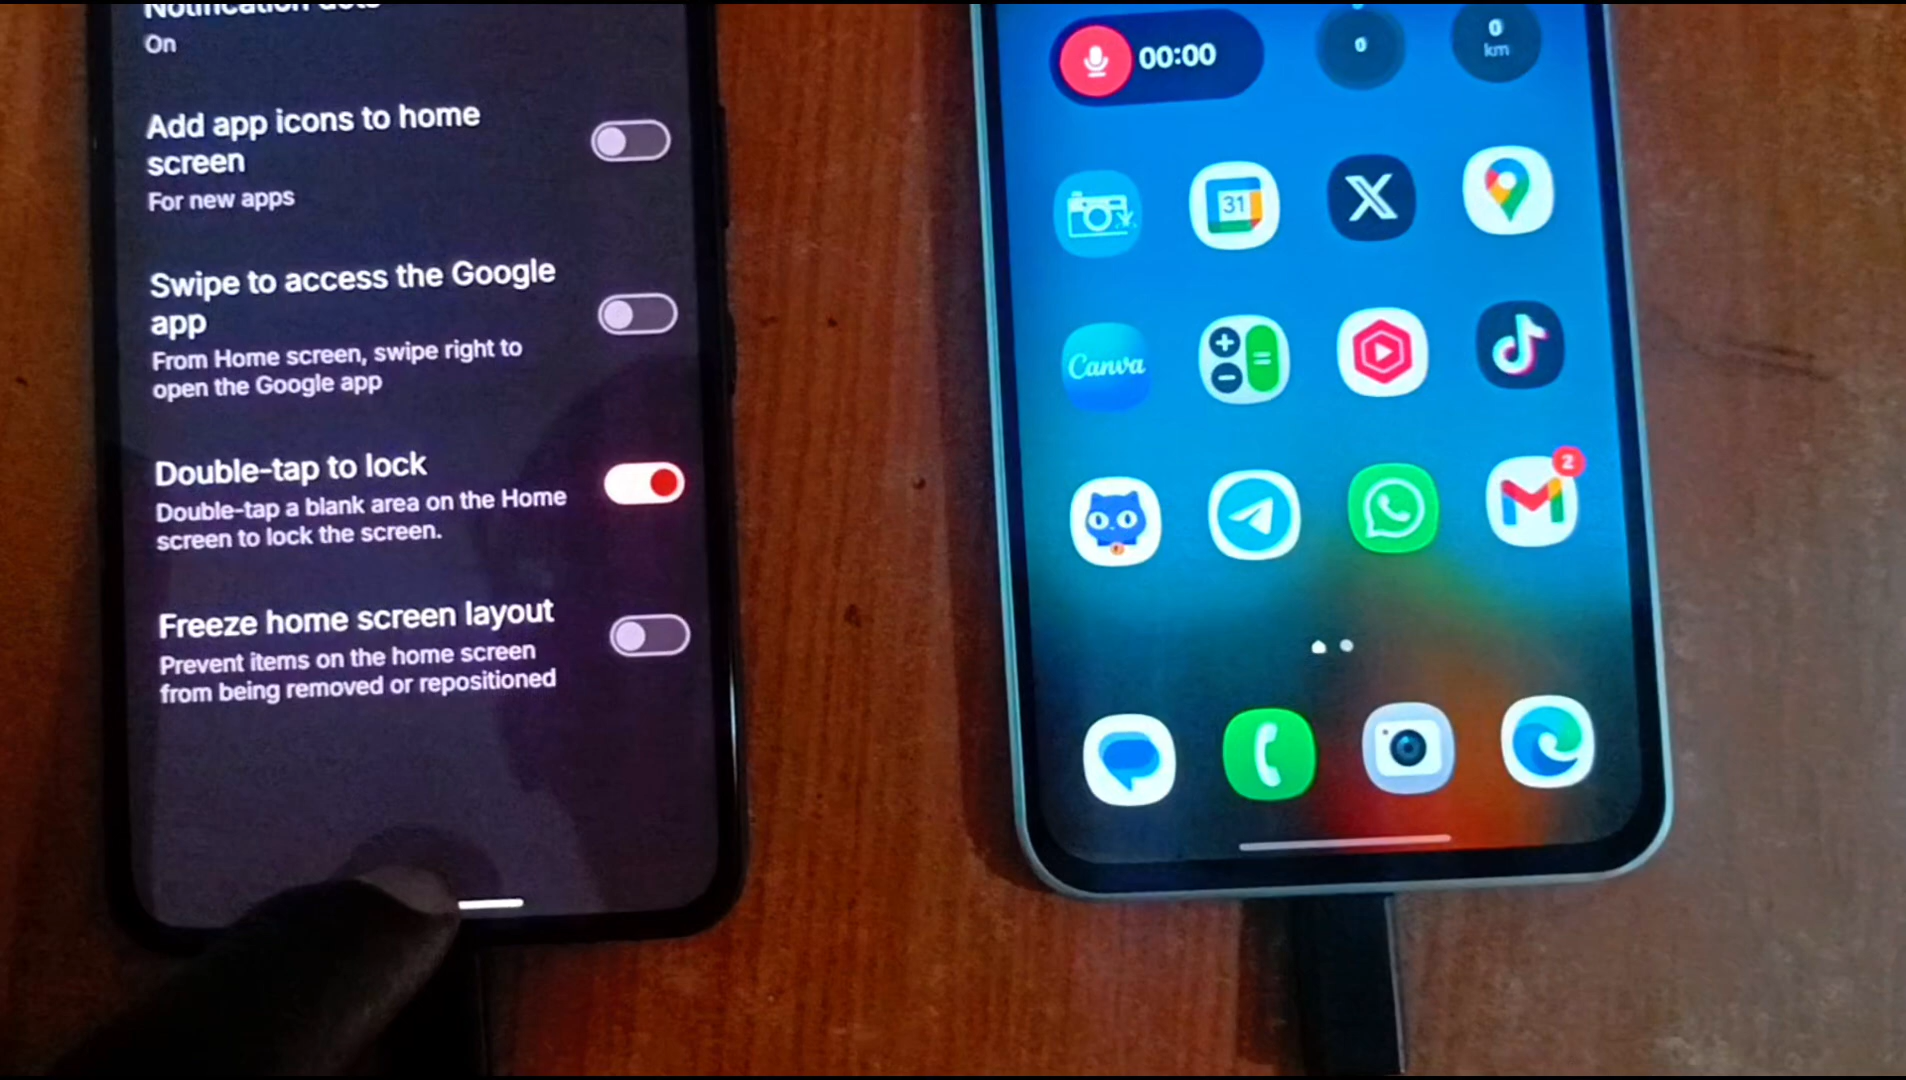 Notification dots
On
Add app icons to home
screen
For new apps
Swipe to access the Google
app
From Home screen, swipe right to
open the Google app
Double-tap to lock
Double-tap a blank area on the Home
screen to lock the screen.
Freeze home screen layout
Prevent items on the home screen
from being removed or repositioned
00:00
0
0
km
31
X
Canva
2